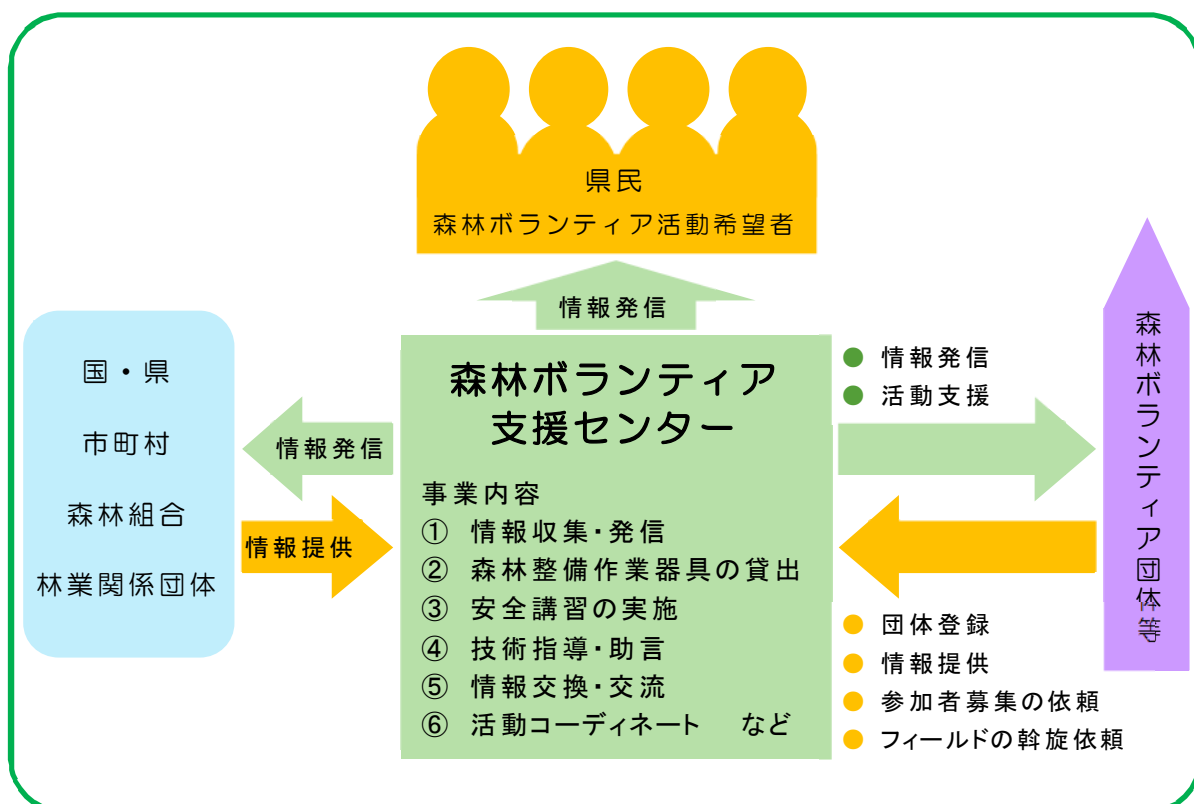 県民
森林ボランティア活動希望者
情報発信
国・県
市町村
森林組合
林業関係団体
情報発信
情報提供
森林ボランティア
支援センター
事業内容
① 情報収集・発信
② 森林整備作業器具の貸出
③ 安全講習の実施
④ 技術指導・助言
⑤ 情報交換・交流
⑥ 活動コーディネート など
● 情報発信
● 活動支援
● 団体登録
● 情報提供
● 参加者募集の依頼
● フィールドの斡旋依頼
森林ボランティア団体等